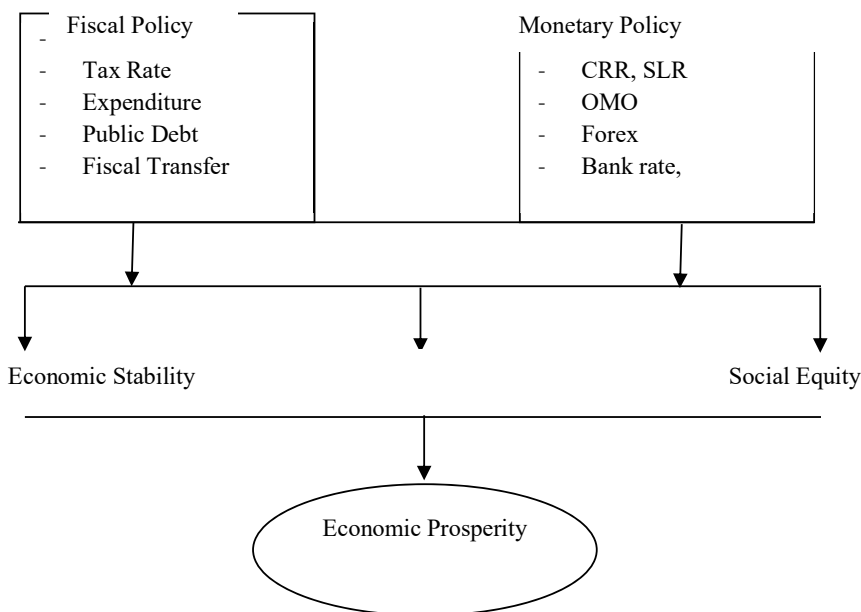 Fiscal Policy
-
- Tax Rate
- Expenditure
- Public Debt
- Fiscal Transfer
Monetary Policy
- CRR, SLR
- OMO
- Forex
- Bank rate,
Economic Stability
Social Equity
Economic Prosperity